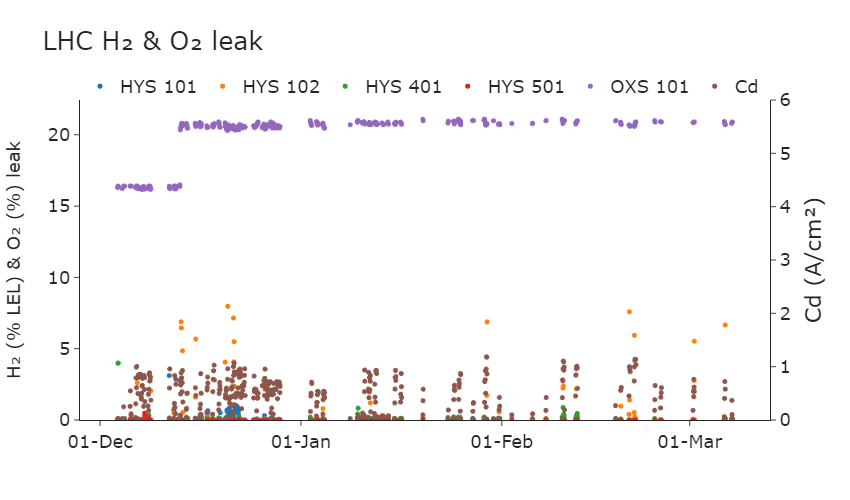 LHC H₂ & O₂ leak
HYS 101 HYS 102 HYS 401 HYS 501 OXS 101 Cd
H₂ (% LEL) & O₂ (%) leak
20
15
10
5
0
6
5
4
3
2
1
0
Cd (A/cm²)
01-Dec 01-Jan 01-Feb 01-Mar